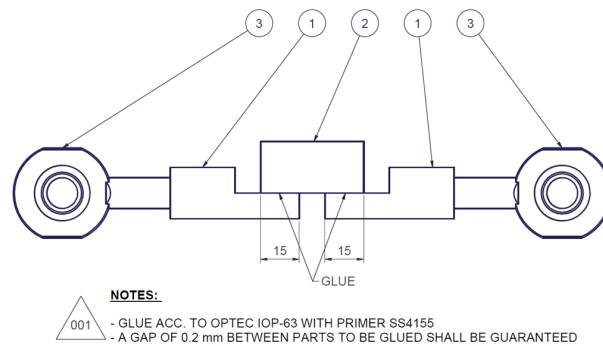 3 1 2 1 3
15 15
GLUE
NOTES:
001 - GLUE ACC. TO OPTEC IOP-63 WITH PRIMER SS4155
- A GAP OF 0.2 mm BETWEEN PARTS TO BE GLUED SHALL BE GUARANTEED